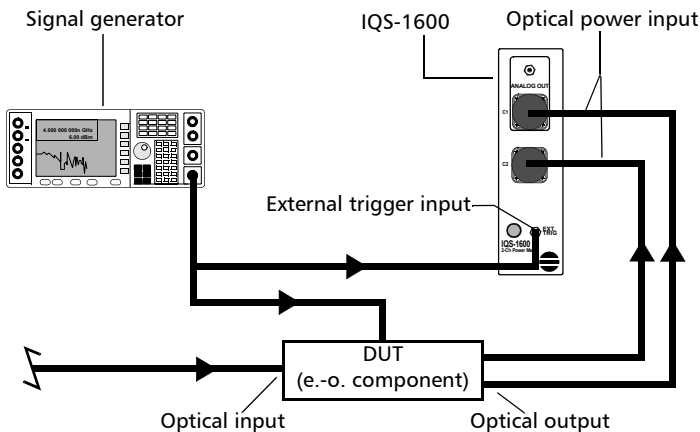 Signal generator
IQS-1600
Optical power input
ANALOG OUT
C1
4.000 000 000n GHz
6.00 dBm
C2
External trigger input
EXT
TRIG
IQS-1600
2-Ch Power
DUT
(e.-o. component)
Optical input
Optical output